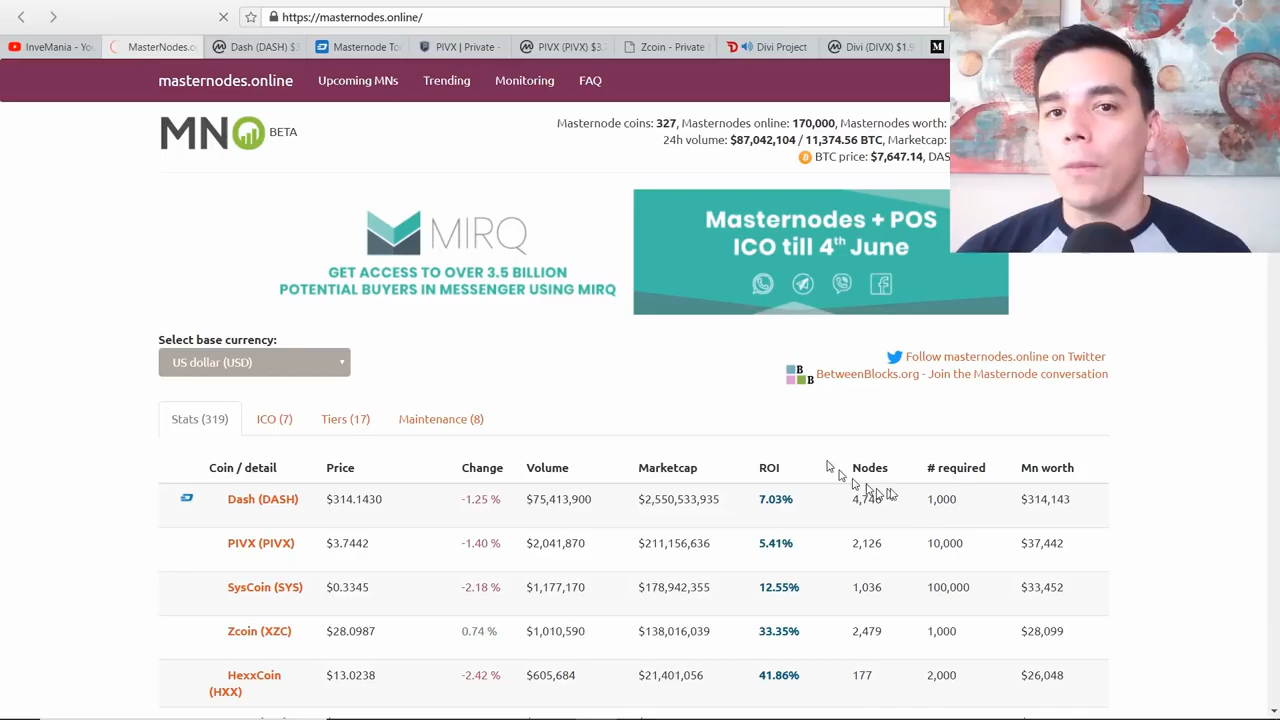 https://masternodes.online/
InveMania - Yo
MasterNodes.o
Dash (DASH) $3
Masternode To
PIVX | Private -
PIVX (PIVX) $3.
Zcoin - Private
Divi Project
Divi (DIVX) $1.9
masternodes.online Upcoming MNs Trending Monitoring FAQ
MNO BETA
Masternode coins: 327, Masternodes online: 170,000, Masternodes worth:
24h volume: $87,042,104 / 11,374.56 BTC, Marketcap:
BTC price: $7,647.14, DAS
MIRQ
GET ACCESS TO OVER 3.5 BILLION
POTENTIAL BUYERS IN MESSENGER USING MIRQ
Masternodes + POS
ICO till 4th June
Select base currency:
US dollar (USD)
Follow masternodes.online on Twitter
BetweenBlocks.org - Join the Masternode conversation
Stats (319) ICO (7) Tiers (17) Maintenance (8)
Coin / detail Price Change Volume Marketcap ROI Nodes # required Mn worth
Dash (DASH) $314.1430 -1.25 % $75,413,900 $2,550,533,935 7.03% 4,746 1,000 $314,143
PIVX (PIVX) $3.7442 -1.40 % $2,041,870 $211,156,636 5.41% 2,126 10,000 $37,442
SysCoin (SYS) $0.3345 -2.18 % $1,177,170 $178,942,355 12.55% 1,036 100,000 $33,452
Zcoin (XZC) $28.0987 0.74 % $1,010,590 $138,016,039 33.35% 2,479 1,000 $28,099
HexxCoin $13.0238 -2.42 % $605,684 $21,401,056 41.86% 177 2,000 $26,048
(HXX)